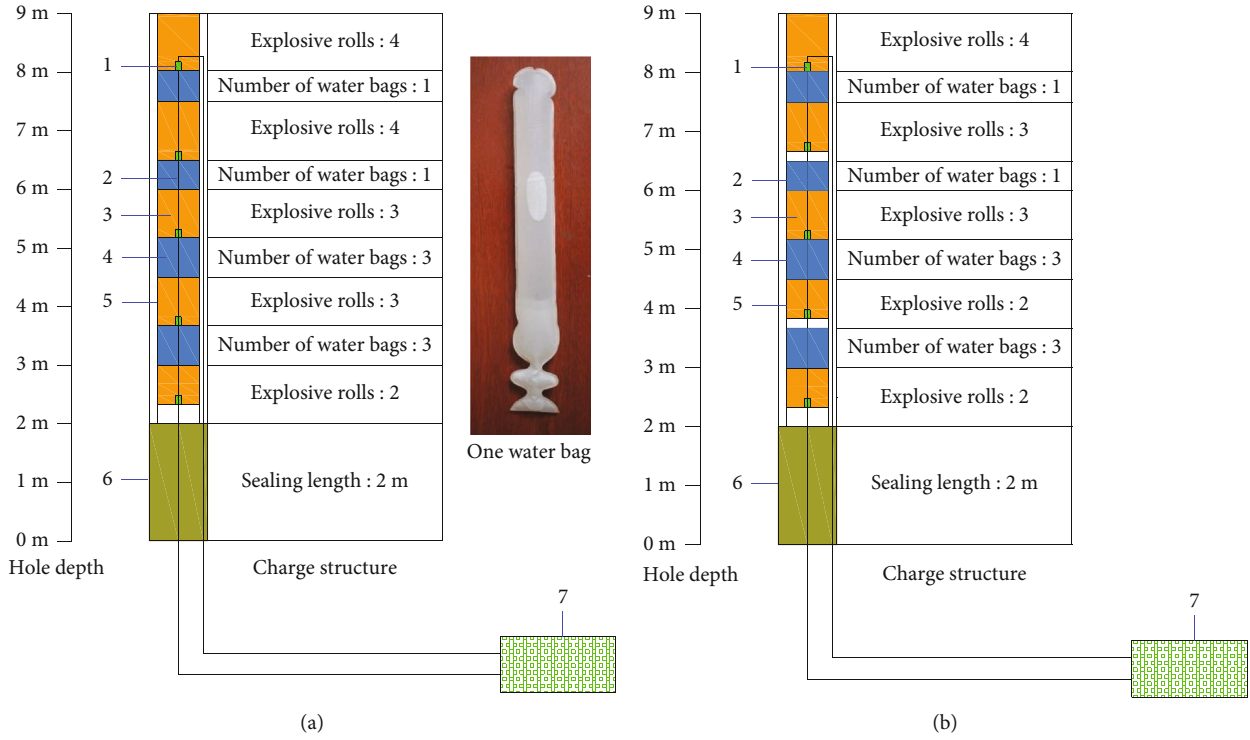 9 m
8 m
7 m
6 m
5 m
4 m
3 m
2 m
1 m
0 m
Hole depth
1
2
3
4
5
6
Explosive rolls : 4
Number of water bags : 1
Explosive rolls : 4
Number of water bags : 1
Explosive rolls : 3
Number of water bags : 3
Explosive rolls : 3
Number of water bags : 3
Explosive rolls : 2
Sealing length : 2 m
Charge structure
7
One water bag
(a)
9 m
8 m
7 m
6 m
5 m
4 m
3 m
2 m
1 m
0 m
Hole depth
1
2
3
4
5
6
Explosive rolls : 4
Number of water bags : 1
Explosive rolls : 3
Number of water bags : 1
Explosive rolls : 3
Number of water bags : 3
Explosive rolls : 2
Number of water bags : 3
Explosive rolls : 2
Sealing length : 2 m
Charge structure
7
(b)